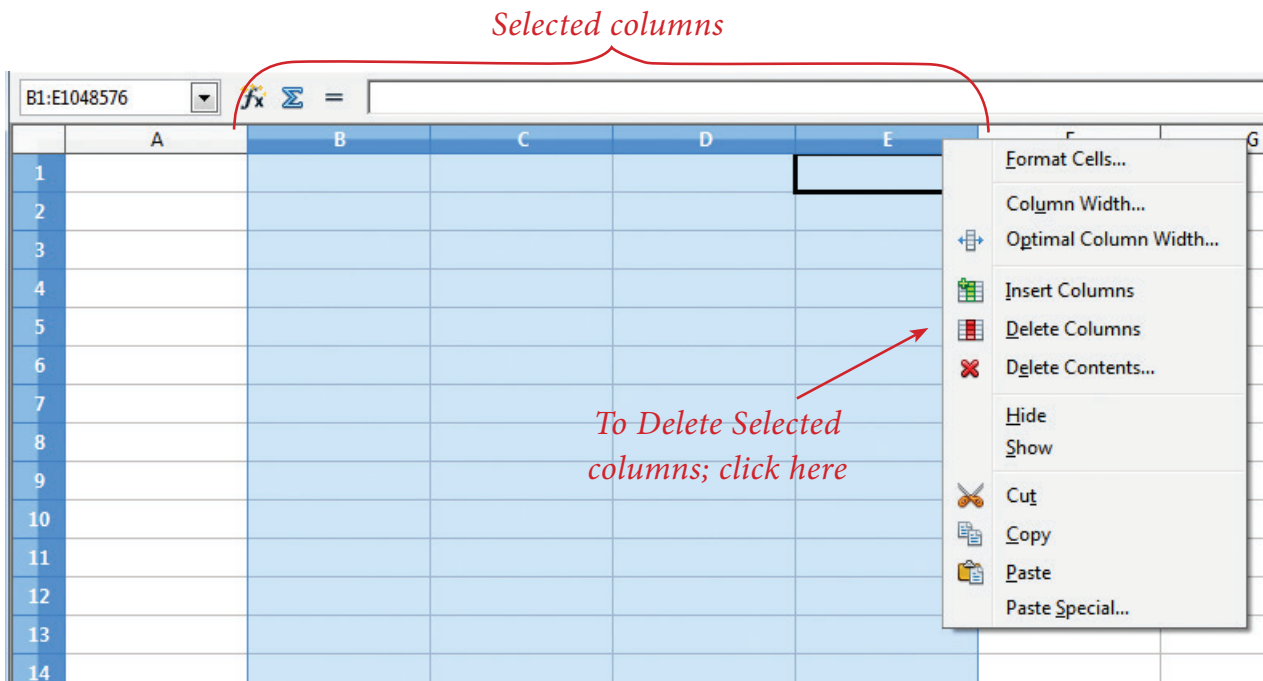 Selected columns
B1:E1048576 fx Σ =
A B C D E G
1
2
3
4
5
6
7
8
9
10
11
12
13
14
Format Cells...
Column Width...
Optimal Column Width...
Insert Columns
Delete Columns
Delete Contents...
Hide
Show
Cut
Copy
Paste
Paste Special...
To Delete Selected
columns; click here